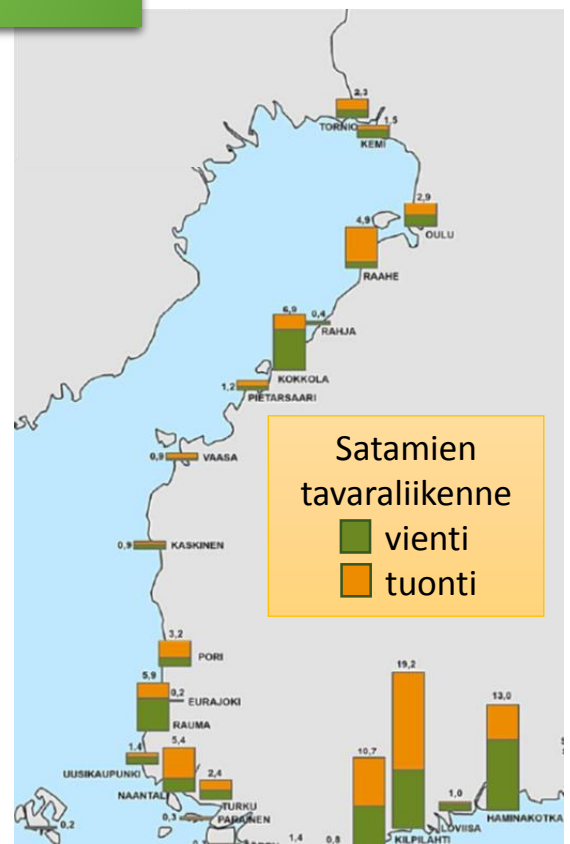 2,3
TORNIO
1,5
KEMI
2,9
OULU
4,9
RAAHE
6,9
0,4
RAHJA
KOKKOLA
1,2
PIETARSAARI
Satamien
tavaraliikenne
vienti
tuonti
0,9
VAASA
0,9
KASKINEN
3,2
PORI
5,9
0,2
EURAJOKI
RAUMA
19,2
13,0
1,4
UUSIKAUPUNKI
5,4
NAANTALI
2,4
TURKU
10,7
1,0
LOVIISA
HAMINAKOTKA
0,3
PARAINEN
0,2
1,4
0,8
KILPILAHTI